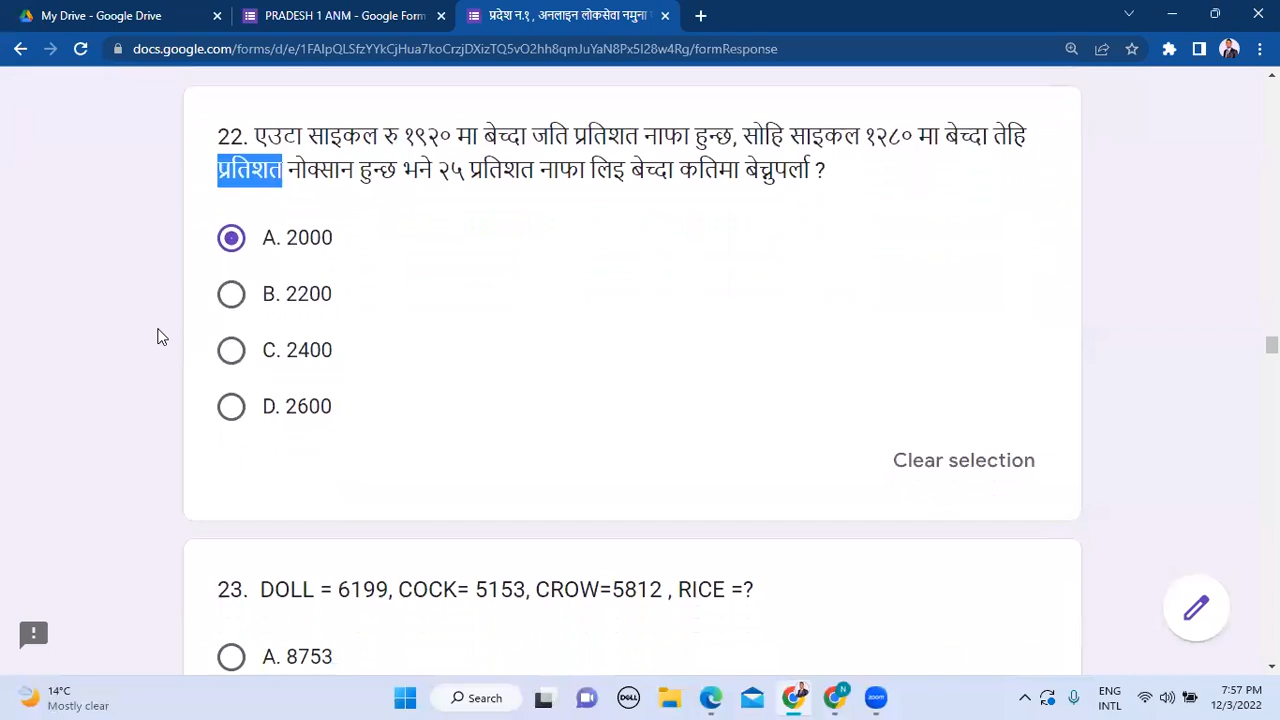 My Drive - Google Drive
PRADESH 1 ANM - Google Form
प्रदेश न.१ , अनलाइन लोकसेवा नमुना
docs.google.com/forms/d/e/1FAIpQLSfzYYkCjHua7koCrzjDXizTQ5vO2hh8qmJuYaN8Px5I28w4Rg/formResponse
22. एउटा साइकल रु १९२० मा बेच्दा जति प्रतिशत नाफा हुन्छ, सोहि साइकल १२८० मा बेच्दा तेहि
प्रतिशत नोक्सान हुन्छ भने २५ प्रतिशत नाफा लिइ बेच्दा कतिमा बेच्नुपर्ला ?
A. 2000
B. 2200
C. 2400
D. 2600
Clear selection
23. DOLL = 6199, COCK= 5153, CROW=5812 , RICE =?
A. 8753
14°C
Mostly clear
Search
DELL
zoom
N
ENG
INTL
7:57 PM
12/3/2022